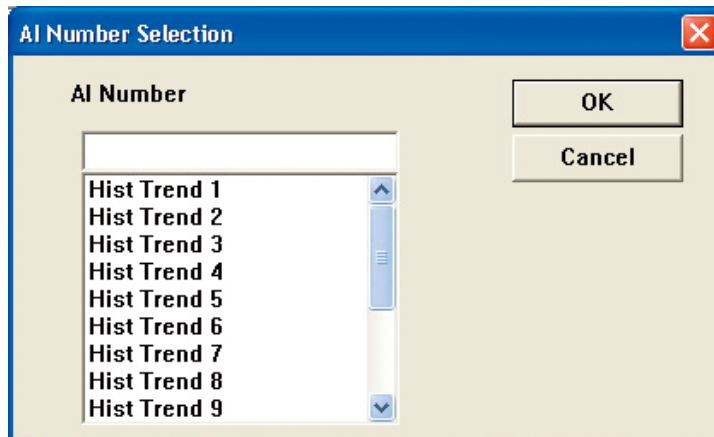 AI Number Selection
AI Number
OK
Cancel
Hist Trend 1
Hist Trend 2
Hist Trend 3
Hist Trend 4
Hist Trend 5
Hist Trend 6
Hist Trend 7
Hist Trend 8
Hist Trend 9